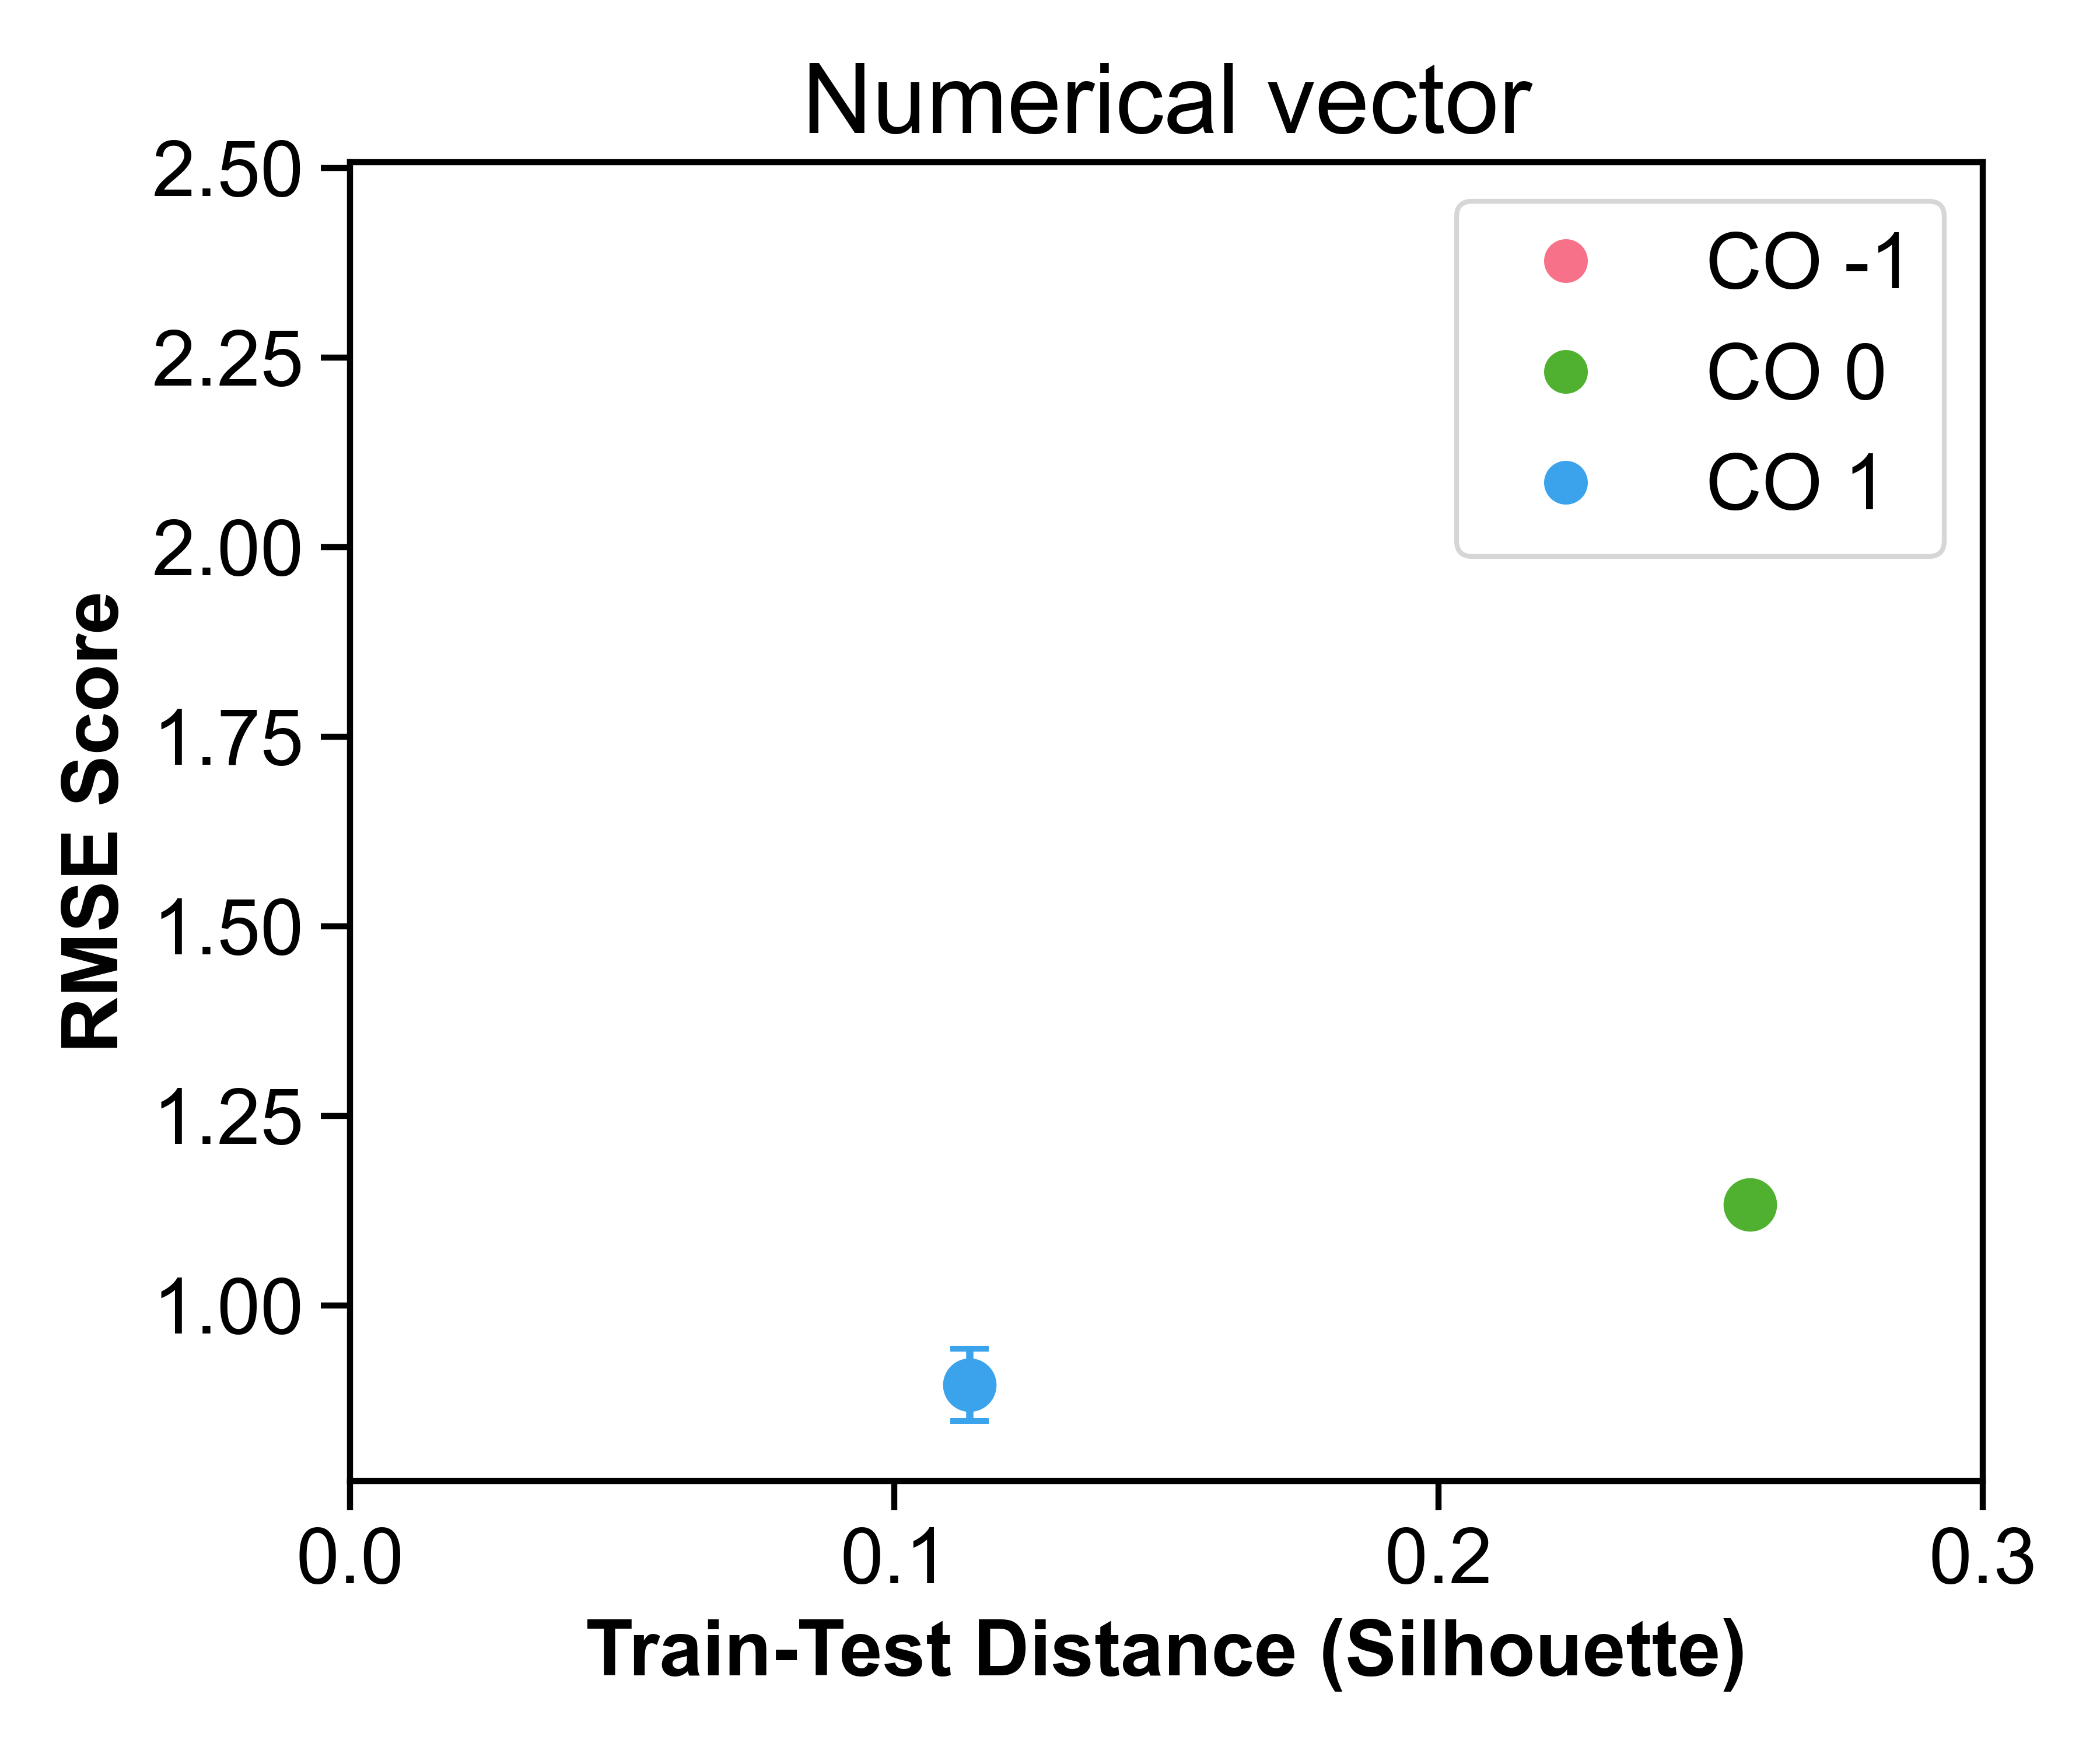 Numerical vector
2.50
2.25
2.00
1.75
1.50
1.25
1.00
RMSE Score
CO -1
CO 0
CO 1
0.0 0.1 0.2 0.3
Train-Test Distance (Silhouette)